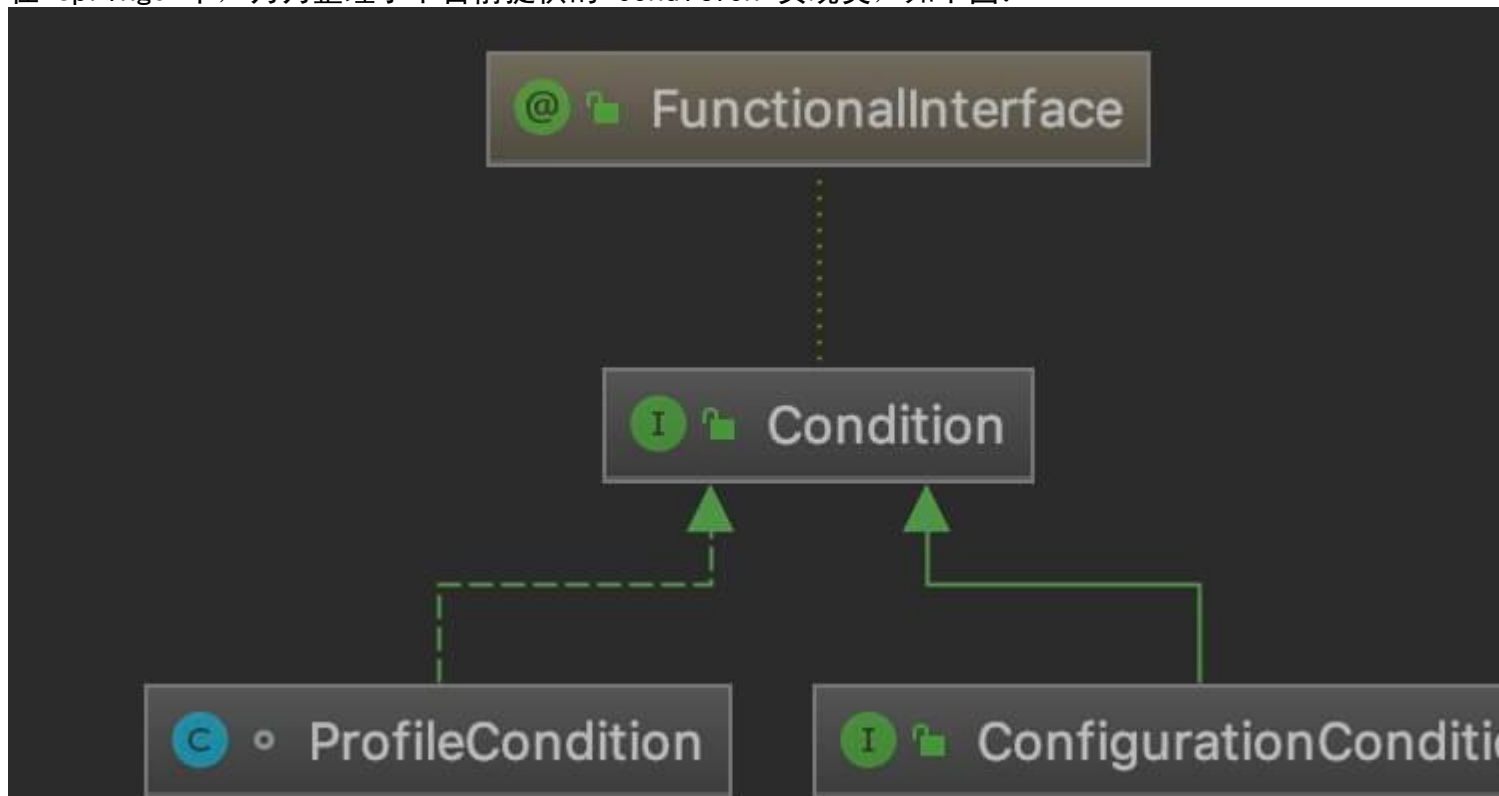 @ FunctionalInterface
I Condition
C ProfileCondition
I ConfigurationConditi